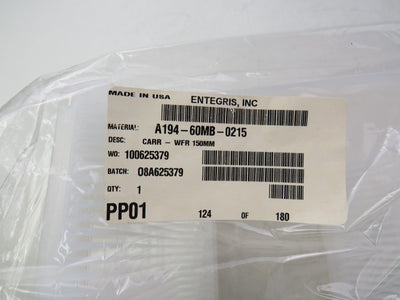 MADE IN USA ENTEGRIS, INC
MATERIAL: A194-60MB-0215
DESC: CARR - WFR 150MM
WO: 100625379
BATCH: 08A625379
QTY: 1
PP01 124 OF 180